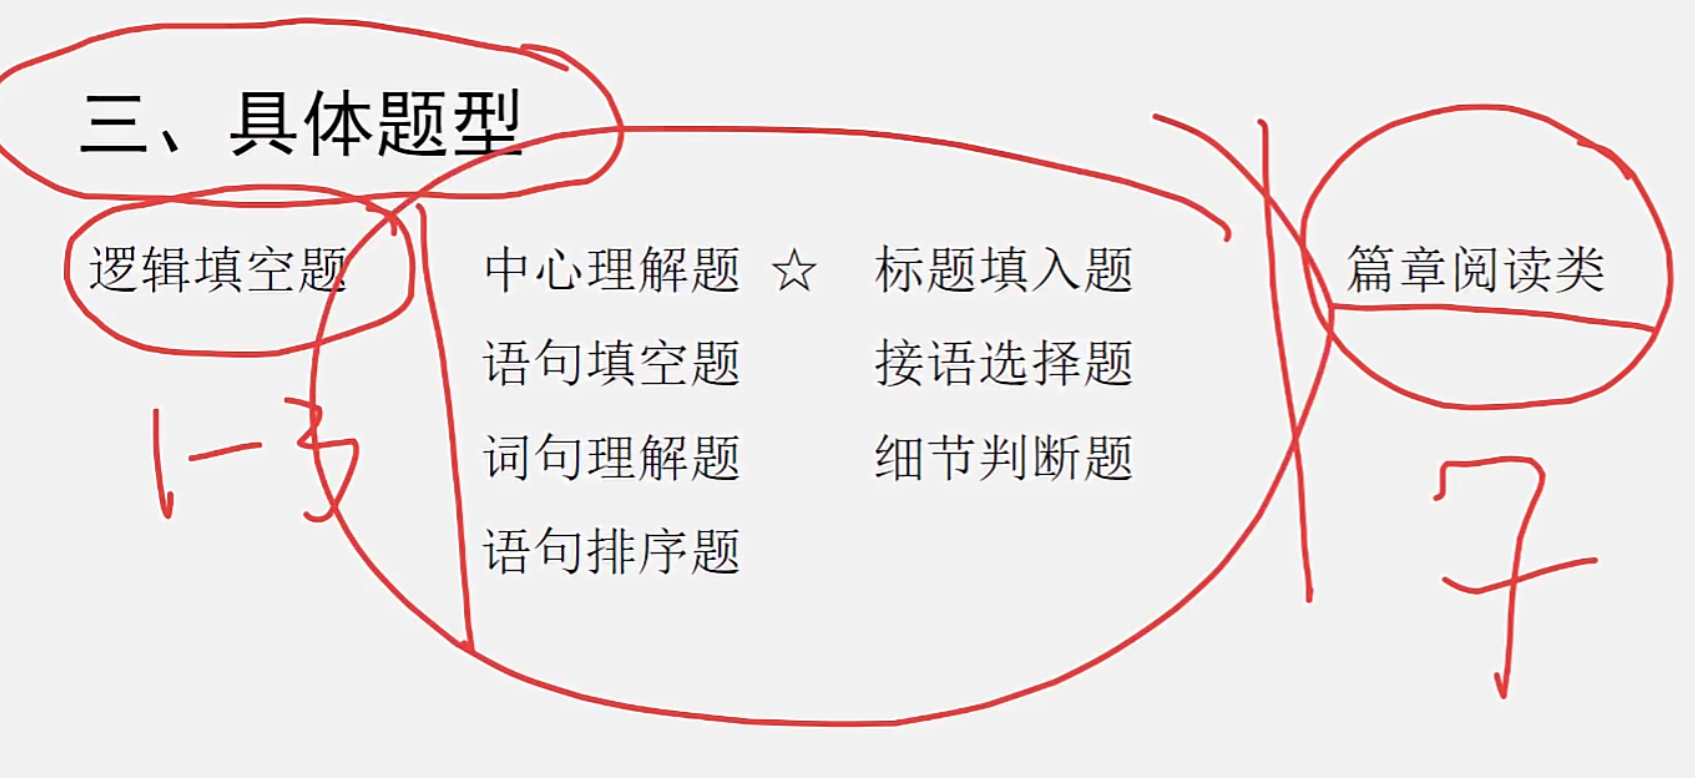 三、具体题型
逻辑填空题 中心理解题 ☆ 标题填入题 篇章阅读类
语句填空题 接语选择题
1-3 词句理解题 细节判断题 7
语句排序题